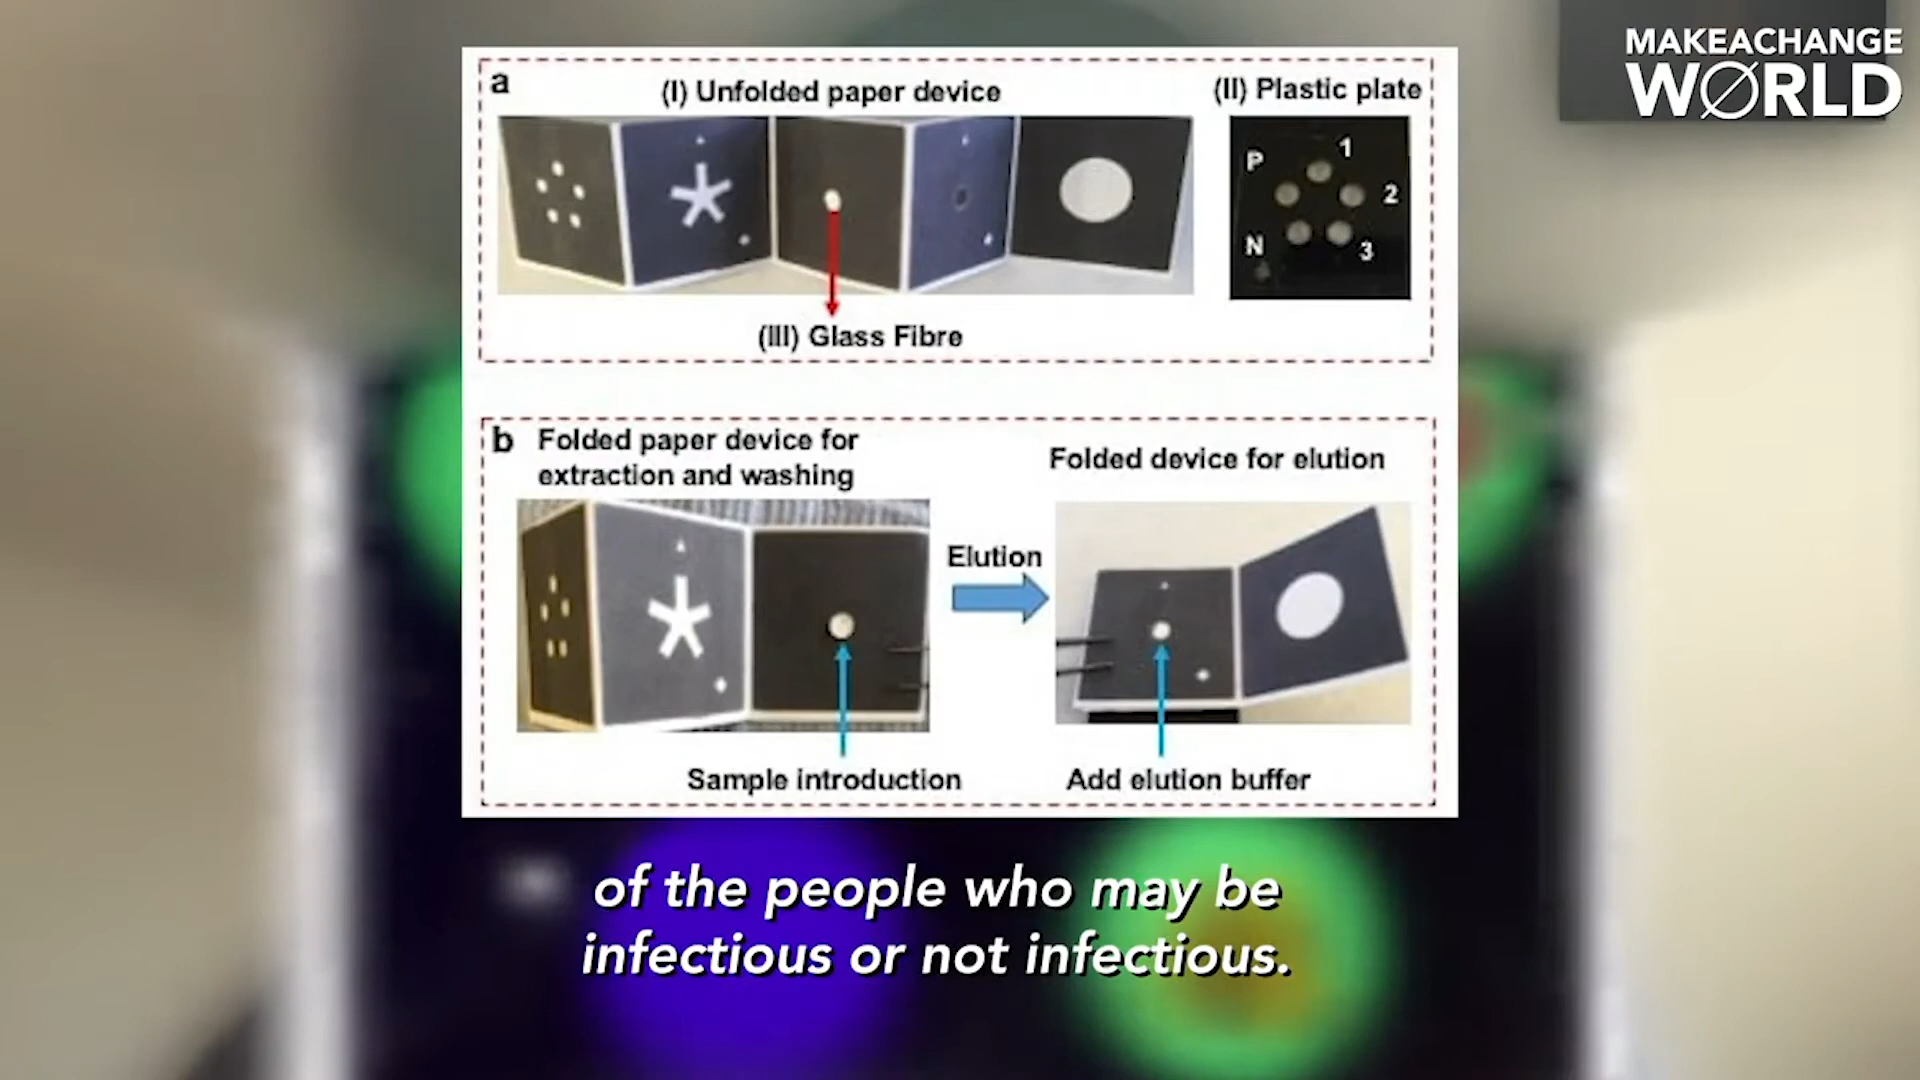 MAKEACHANGE
WØRLD
a
(I) Unfolded paper device
(II) Plastic plate
P
1
2
N
3
(III) Glass Fibre
b
Folded paper device for
extraction and washing
Folded device for elution
Elution
Sample introduction
Add elution buffer
of the people who may be
infectious or not infectious.